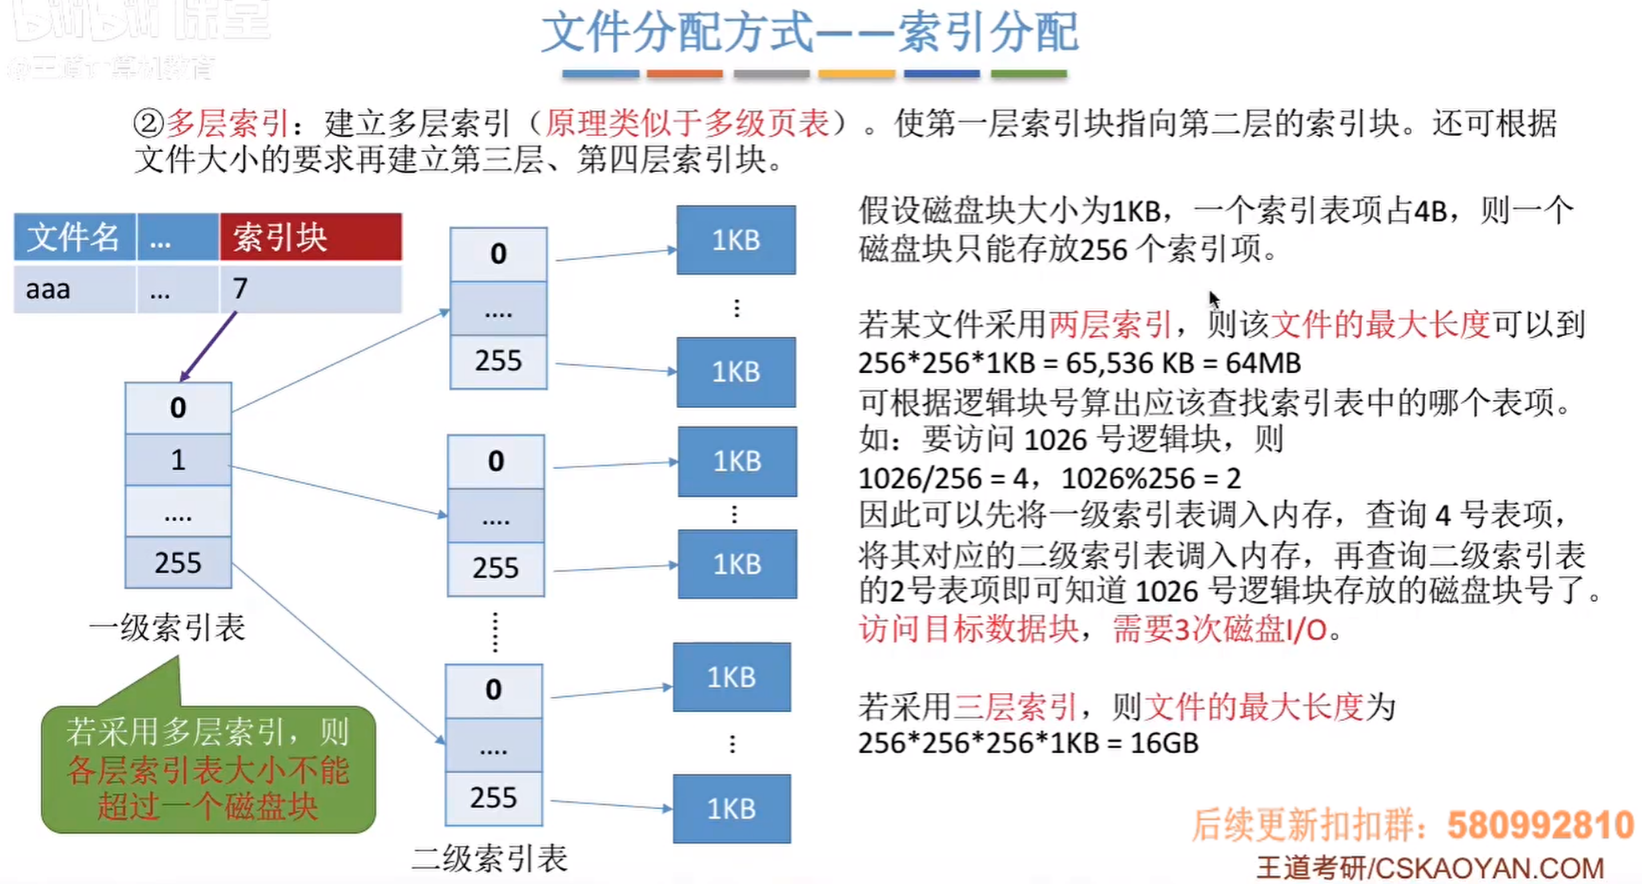 bilibili 课堂
@王道计算机教育
文件分配方式——索引分配
②多层索引：建立多层索引（原理类似于多级页表）。使第一层索引块指向第二层的索引块。还可根据
文件大小的要求再建立第三层、第四层索引块。
文件名 ... 索引块
aaa ... 7
0
1
....
255
一级索引表
若采用多层索引，则
各层索引表大小不能
超过一个磁盘块
0
....
255
0
....
255
0
....
255
二级索引表
1KB
1KB
1KB
1KB
1KB
1KB
假设磁盘块大小为1KB，一个索引表项占4B，则一个
磁盘块只能存放256 个索引项。
若某文件采用两层索引，则该文件的最大长度可以到
256*256*1KB = 65,536 KB = 64MB
可根据逻辑块号算出应该查找索引表中的哪个表项。
如：要访问 1026 号逻辑块，则
1026/256 = 4，1026%256 = 2
因此可以先将一级索引表调入内存，查询 4 号表项，
将其对应的二级索引表调入内存，再查询二级索引表
的2号表项即可知道 1026 号逻辑块存放的磁盘块号了。
访问目标数据块，需要3次磁盘I/O。
若采用三层索引，则文件的最大长度为
256*256*256*1KB = 16GB
后续更新扣扣群：580992810
王道考研/CSKAOYAN.COM